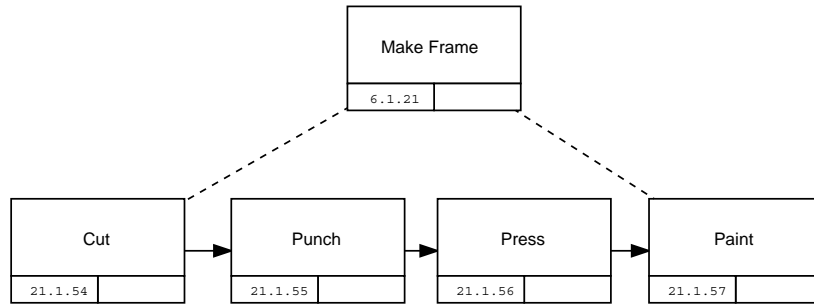 Make Frame
6.1.21
Cut
Punch
Press
Paint
21.1.54
21.1.55
21.1.56
21.1.57